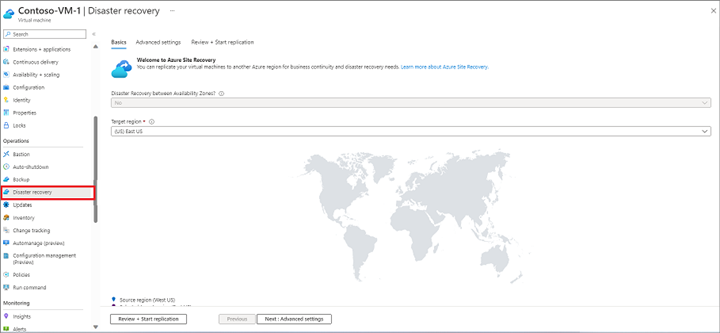 Contoso-VM-1 | Disaster recovery ...
Virtual machine
Search
Extensions + applications
Continuous delivery
Availability + scaling
Configuration
Identity
Properties
Locks
Operations
Bastion
Auto-shutdown
Backup
Disaster recovery
Updates
Inventory
Change tracking
Automanage (preview)
Configuration management
(Preview)
Policies
Run command
Monitoring
Insights
Alerts
Basics Advanced settings Review + Start replication
Welcome to Azure Site Recovery
You can replicate your virtual machines to another Azure region for business continuity and disaster recovery needs. Learn more about Azure Site Recovery.
Disaster Recovery between Availability Zones?
No
Target region *
(US) East US
Source region (West US)
Review + Start replication Previous Next : Advanced settings